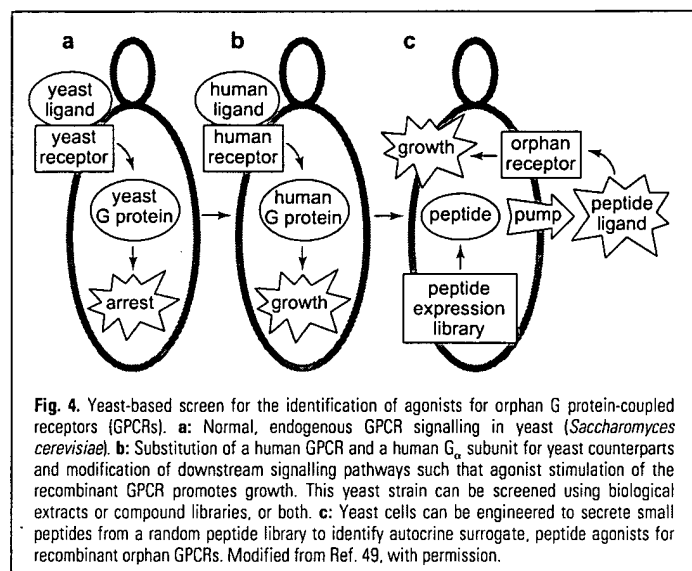 a
b
c
yeast
ligand
yeast
receptor
yeast
G protein
arrest
human
ligand
human
receptor
human
G protein
growth
growth
orphan
receptor
peptide
pump
peptide
ligand
peptide
expression
library
Fig. 4. Yeast-based screen for the identification of agonists for orphan G protein-coupled
receptors (GPCRs). a: Normal, endogenous GPCR signalling in yeast (Saccharomyces
cerevisiae). b: Substitution of a human GPCR and a human Gα subunit for yeast counterparts
and modification of downstream signalling pathways such that agonist stimulation of the
recombinant GPCR promotes growth. This yeast strain can be screened using biological
extracts or compound libraries, or both. c: Yeast cells can be engineered to secrete small
peptides from a random peptide library to identify autocrine surrogate, peptide agonists for
recombinant orphan GPCRs. Modified from Ref. 49, with permission.